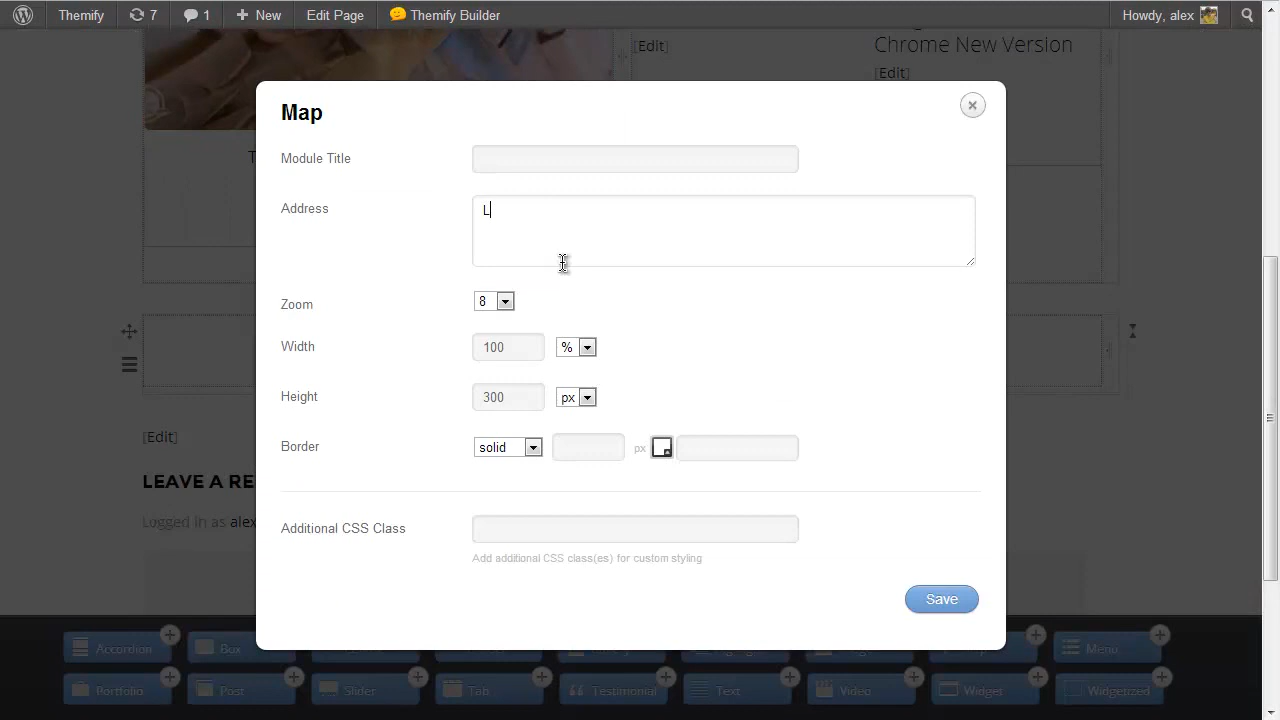 Themify 7 1 New Edit Page Themify Builder Howdy, alex
[Edit]
Chrome New Version
[Edit]
Map
Module Title
Address L
Zoom 8
Width 100 %
Height 300 px
Border solid px
[Edit]
LEAVE A RE
Logged in as alex
Additional CSS Class
Add additional CSS class(es) for custom styling
Save
Accordion Box Menu
Portfolio Post Slider Tab Testimonial Text Video Widget Widgetized